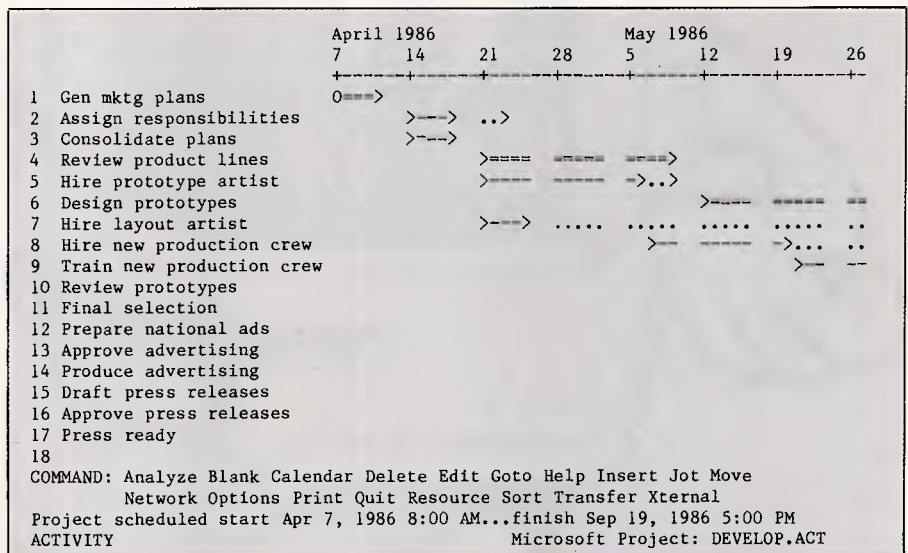 April 1986 May 1986
7 14 21 28 5 12 19 26
+-------+-------+-------+-------+-------+-------+-------+-
1 Gen mktg plans O===>
2 Assign responsibilities >---> ..>
3 Consolidate plans >--->
4 Review product lines >==== ===== ===>
5 Hire prototype artist >---- ----- ->..>
6 Design prototypes >==== ===== ==
7 Hire layout artist >---> ..... ..... ..... ..... ..
8 Hire new production crew >-- ----- ->... ..
9 Train new production crew >-- --
10 Review prototypes
11 Final selection
12 Prepare national ads
13 Approve advertising
14 Produce advertising
15 Draft press releases
16 Approve press releases
17 Press ready
18
COMMAND: Analyze Blank Calendar Delete Edit Goto Help Insert Jot Move
Network Options Print Quit Resource Sort Transfer Xternal
Project scheduled start Apr 7, 1986 8:00 AM...finish Sep 19, 1986 5:00 PM
ACTIVITY Microsoft Project: DEVELOP.ACT